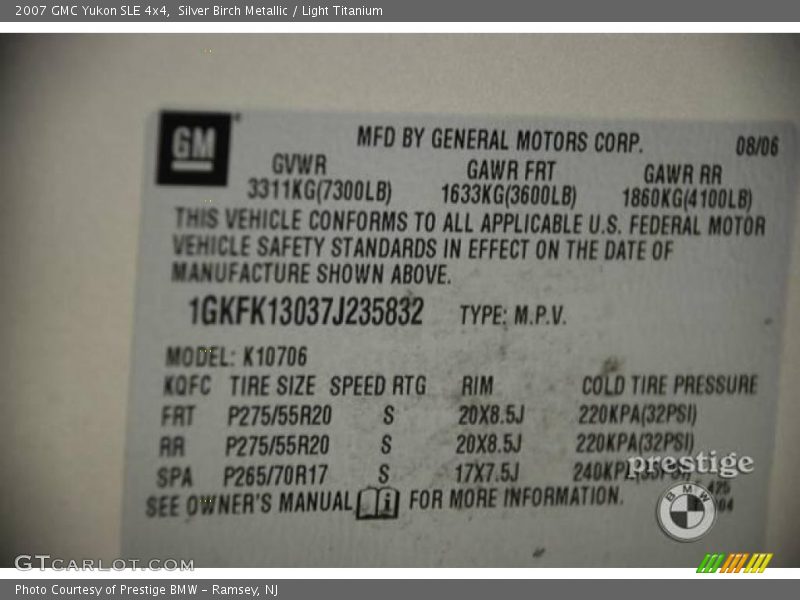 2007 GMC Yukon SLE 4x4, Silver Birch Metallic / Light Titanium
GM
MFD BY GENERAL MOTORS CORP. 08/06
GVWR GAWR FRT GAWR RR
3311KG(7300LB) 1633KG(3600LB) 1860KG(4100LB)
THIS VEHICLE CONFORMS TO ALL APPLICABLE U.S. FEDERAL MOTOR
VEHICLE SAFETY STANDARDS IN EFFECT ON THE DATE OF
MANUFACTURE SHOWN ABOVE.
1GKFK13037J235832 TYPE: M.P.V.
MODEL: K10706
KQFC TIRE SIZE SPEED RTG RIM COLD TIRE PRESSURE
FRT P275/55R20 S 20X8.5J 220KPA(32PSI)
RR P275/55R20 S 20X8.5J 220KPA(32PSI)
SPA P265/70R17 S 17X7.5J
prestige
SEE OWNER'S MANUAL FOR MORE INFORMATION.
BMW
GTCarLot.com
Photo Courtesy of Prestige BMW - Ramsey, NJ